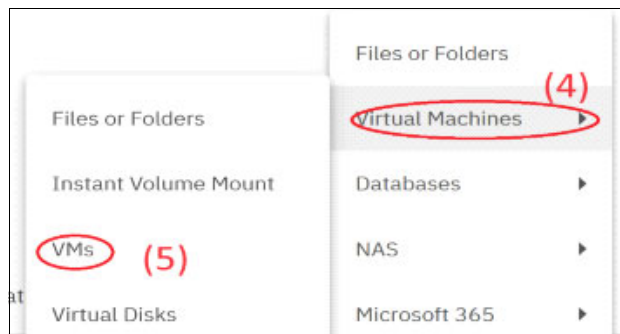 Files or Folders
(4)
Virtual Machines
Files or Folders
Instant Volume Mount
Databases
VMs
(5)
NAS
at
Virtual Disks
Microsoft 365